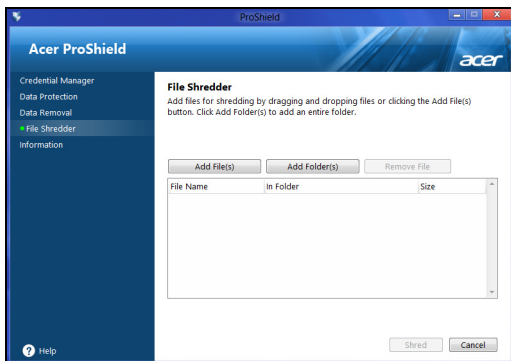 ProShield
Acer ProShield
acer
Credential Manager
Data Protection
Data Removal
File Shredder
Information
File Shredder
Add files for shredding by dragging and dropping files or clicking the Add File(s)
button. Click Add Folder(s) to add an entire folder.
Add File(s) Add Folder(s) Remove File
File Name In Folder Size
? Help
Shred Cancel